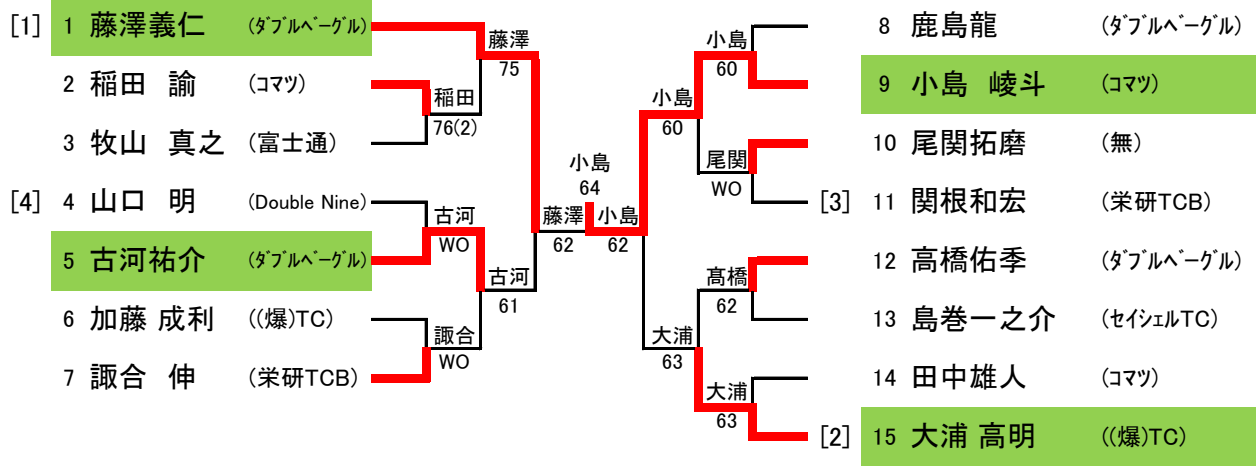 [1] 1 藤澤義仁 (ダブルベーグル)
2 稲田 諭 (コマツ)
3 牧山 真之 (富士通)
[4] 4 山口 明 (Double Nine)
5 古河祐介 (ダブルベーグル)
6 加藤 成利 ((爆)TC)
7 諏合 伸 (栄研TCB)
藤澤
75
稲田
76(2)
古河
WO
古河
61
諏合
WO
藤澤
62
小島
64
小島
62
小島
60
小島
60
尾関
WO
髙橋
62
大浦
63
大浦
63
8 鹿島龍 (ダブルベーグル)
9 小島 崚斗 (コマツ)
10 尾関拓磨 (無)
[3] 11 関根和宏 (栄研TCB)
12 高橋佑季 (ダブルベーグル)
13 島巻一之介 (セイシェルTC)
14 田中雄人 (コマツ)
[2] 15 大浦 高明 ((爆)TC)